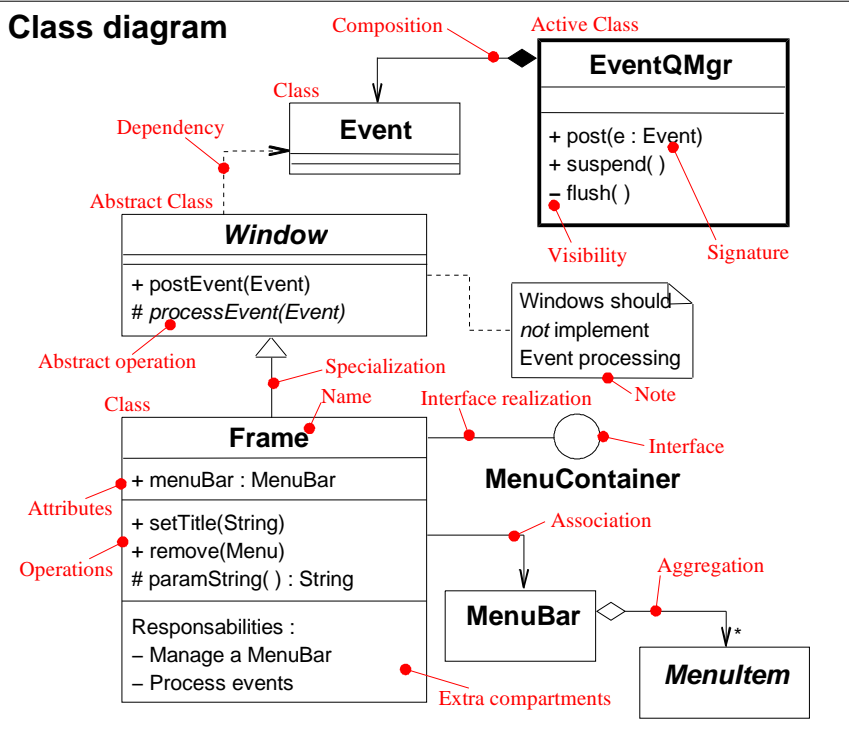 Class diagram
Composition
Active Class
EventQMgr
+ post(e : Event)
+ suspend( )
– flush( )
Visibility
Signature
Class
Event
Dependency
Abstract Class
Window
+ postEvent(Event)
# processEvent(Event)
Abstract operation
Windows should
not implement
Event processing
Note
Specialization
Class
Name
Frame
+ menuBar : MenuBar
Attributes
+ setTitle(String)
+ remove(Menu)
# paramString( ) : String
Operations
Responsabilities :
– Manage a MenuBar
– Process events
Extra compartments
Interface realization
Interface
MenuContainer
Association
MenuBar
Aggregation
*
MenuItem